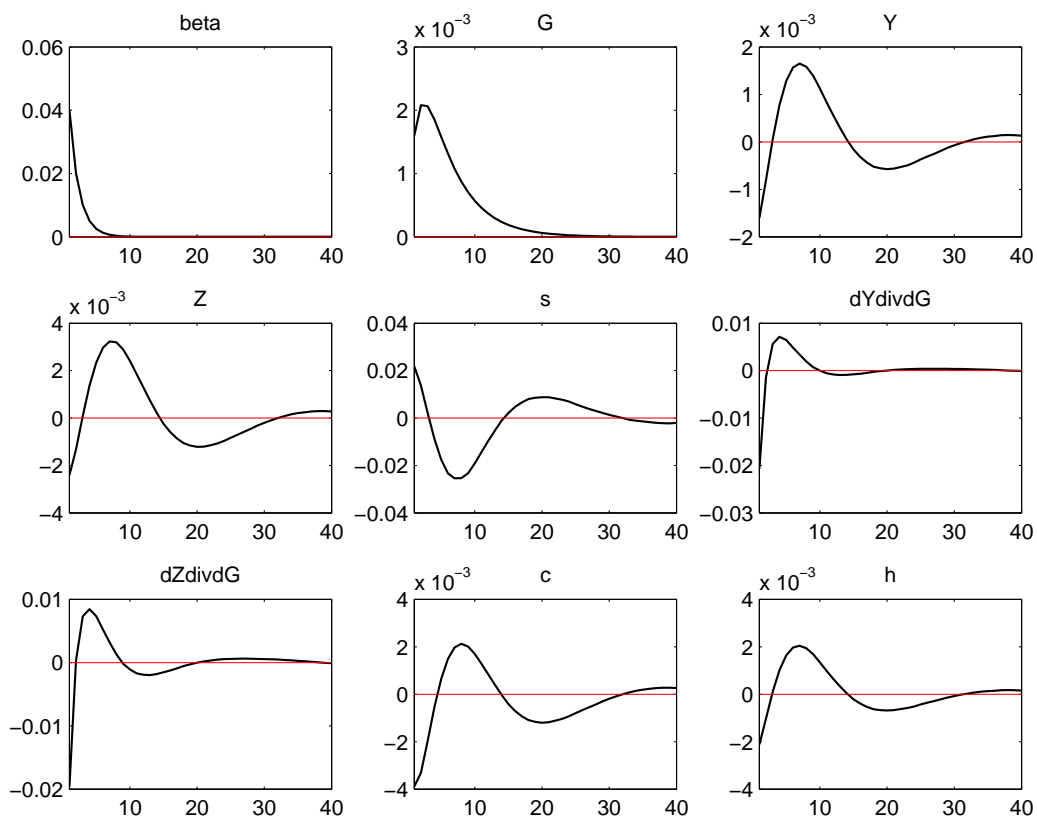 beta G Y
x 10⁻³ x 10⁻³
0.06 3 2
0.04 2 1
0.02 1 0
0 0 −1
−2
10 20 30 40 10 20 30 40 10 20 30 40
Z s dYdivdG
x 10⁻³
4 0.04 0.01
2 0.02 0
0 0 −0.01
−2 −0.02 −0.02
−4 −0.04 −0.03
10 20 30 40 10 20 30 40 10 20 30 40
dZdivdG c h
x 10⁻³ x 10⁻³
0.01 4 4
0 2 2
−0.01 0 0
−0.02 −2 −2
−4 −4
10 20 30 40 10 20 30 40 10 20 30 40